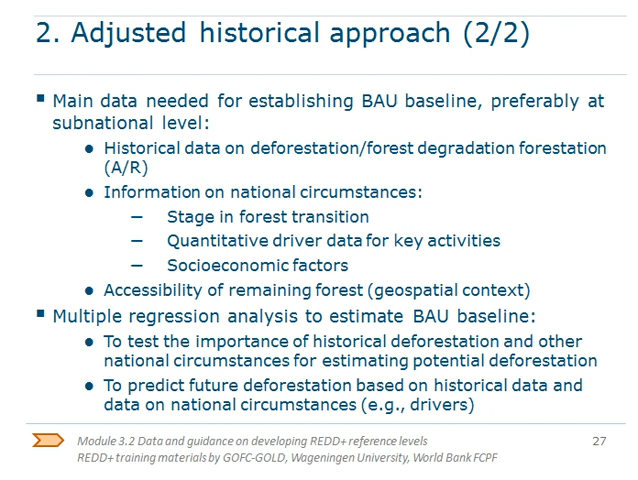 2. Adjusted historical approach (2/2)
▪ Main data needed for establishing BAU baseline, preferably at
subnational level:
● Historical data on deforestation/forest degradation forestation
(A/R)
● Information on national circumstances:
– Stage in forest transition
– Quantitative driver data for key activities
– Socioeconomic factors
● Accessibility of remaining forest (geospatial context)
▪ Multiple regression analysis to estimate BAU baseline:
● To test the importance of historical deforestation and other
national circumstances for estimating potential deforestation
● To predict future deforestation based on historical data and
data on national circumstances (e.g., drivers)
Module 3.2 Data and guidance on developing REDD+ reference levels
REDD+ training materials by GOFC-GOLD, Wageningen University, World Bank FCPF
27